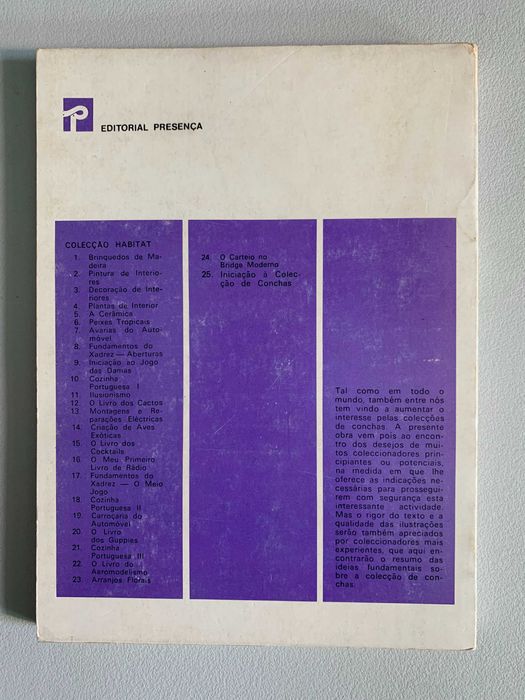 P
EDITORIAL PRESENÇA
COLECÇÃO HABITAT
1. Brinquedos de Ma-
deira
2. Pintura de Interio-
res
3. Decoração de Inte-
riores
4. Plantas de Interior
5. A Cerâmica
6. Peixes Tropicais
7. Avarias do Auto-
móvel
8. Fundamentos do
Xadrez — Aberturas
9. Iniciação ao Jogo
das Damas
10. Cozinha
Portuguesa I
11. Ilusionismo
12. O Livro dos Cactos
13. Montagens e Re-
parações Eléctricas
14. Criação de Aves
Exóticas
15. O Livro dos
Cocktails
16. O Meu Primeiro
Livro de Rádio
17. Fundamentos do
Xadrez — O Meio
Jogo
18. Cozinha
Portuguesa II
19. Carroçaria do
Automóvel
20. O Livro
dos Guppies
21. Cozinha
Portuguesa III
22. O Livro do
Aeromodelismo
23. Arranjos Florais
24. O Carteio no
Bridge Moderno
25. Iniciação à Colec-
ção de Conchas
Tal como em todo o
mundo, também entre nós
tem vindo a aumentar o
interesse pelas colecções
de conchas. A presente
obra vem pois ao encon-
tro dos desejos de mui-
tos coleccionadores prin-
cipiantes ou potenciais,
na medida em que lhe
oferece as indicações ne-
cessárias para prossegui-
rem com segurança esta
interessante actividade.
Mas o rigor do texto e a
qualidade das ilustrações
serão também apreciados
por coleccionadores mais
experientes, que aqui en-
contrarão o resumo das
ideias fundamentais so-
bre a colecção de con-
chas.